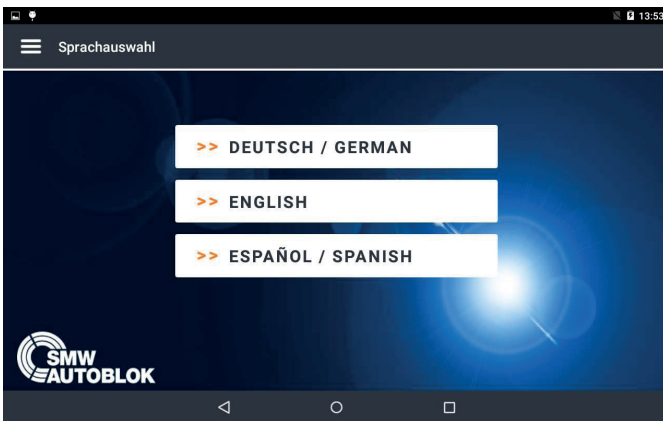 13:53
Sprachauswahl
>> DEUTSCH / GERMAN
>> ENGLISH
>> ESPAÑOL / SPANISH
SMW
AUTOBLOK